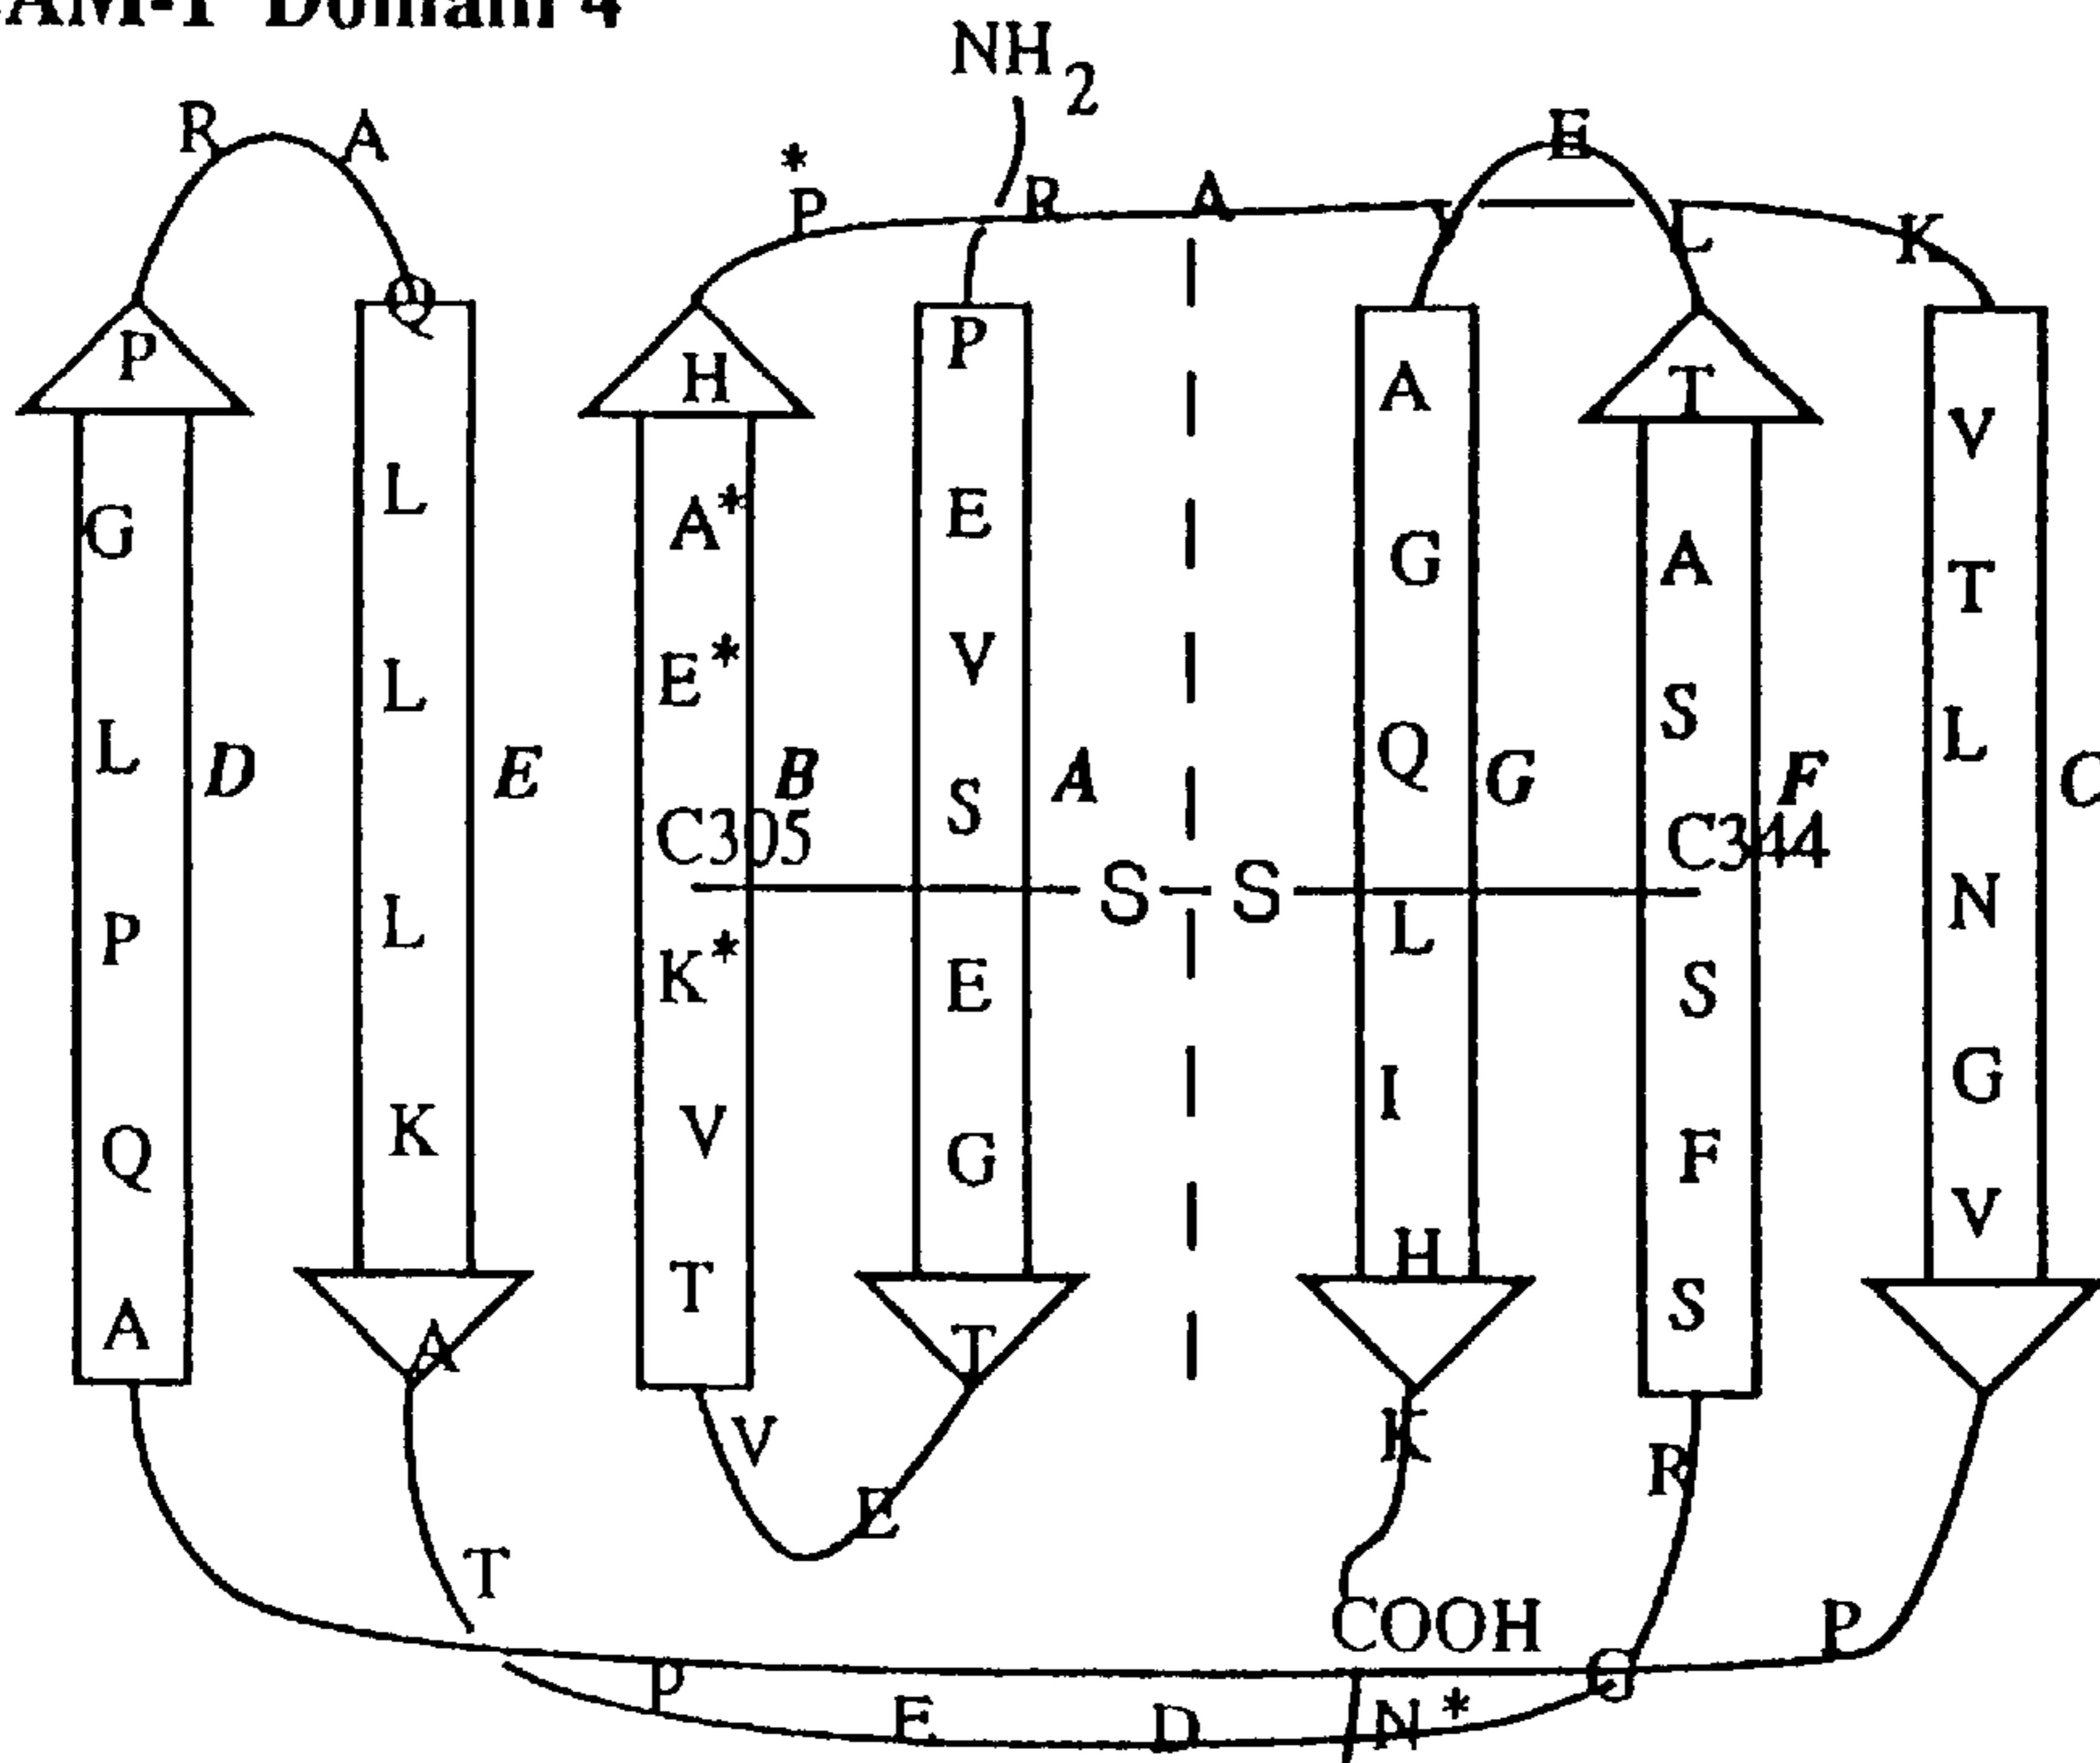 AM-1 Domain 4
NH2
R A
* P R A V E L K
P Q H P A T V
G L A* E G A T
L L E* V Q S L
D E B A G F C
C305 S S C344
P L K* S L S N
Q K V E I F G
A A T G H S V
T
V E K R
T COOH P
P E D N* G